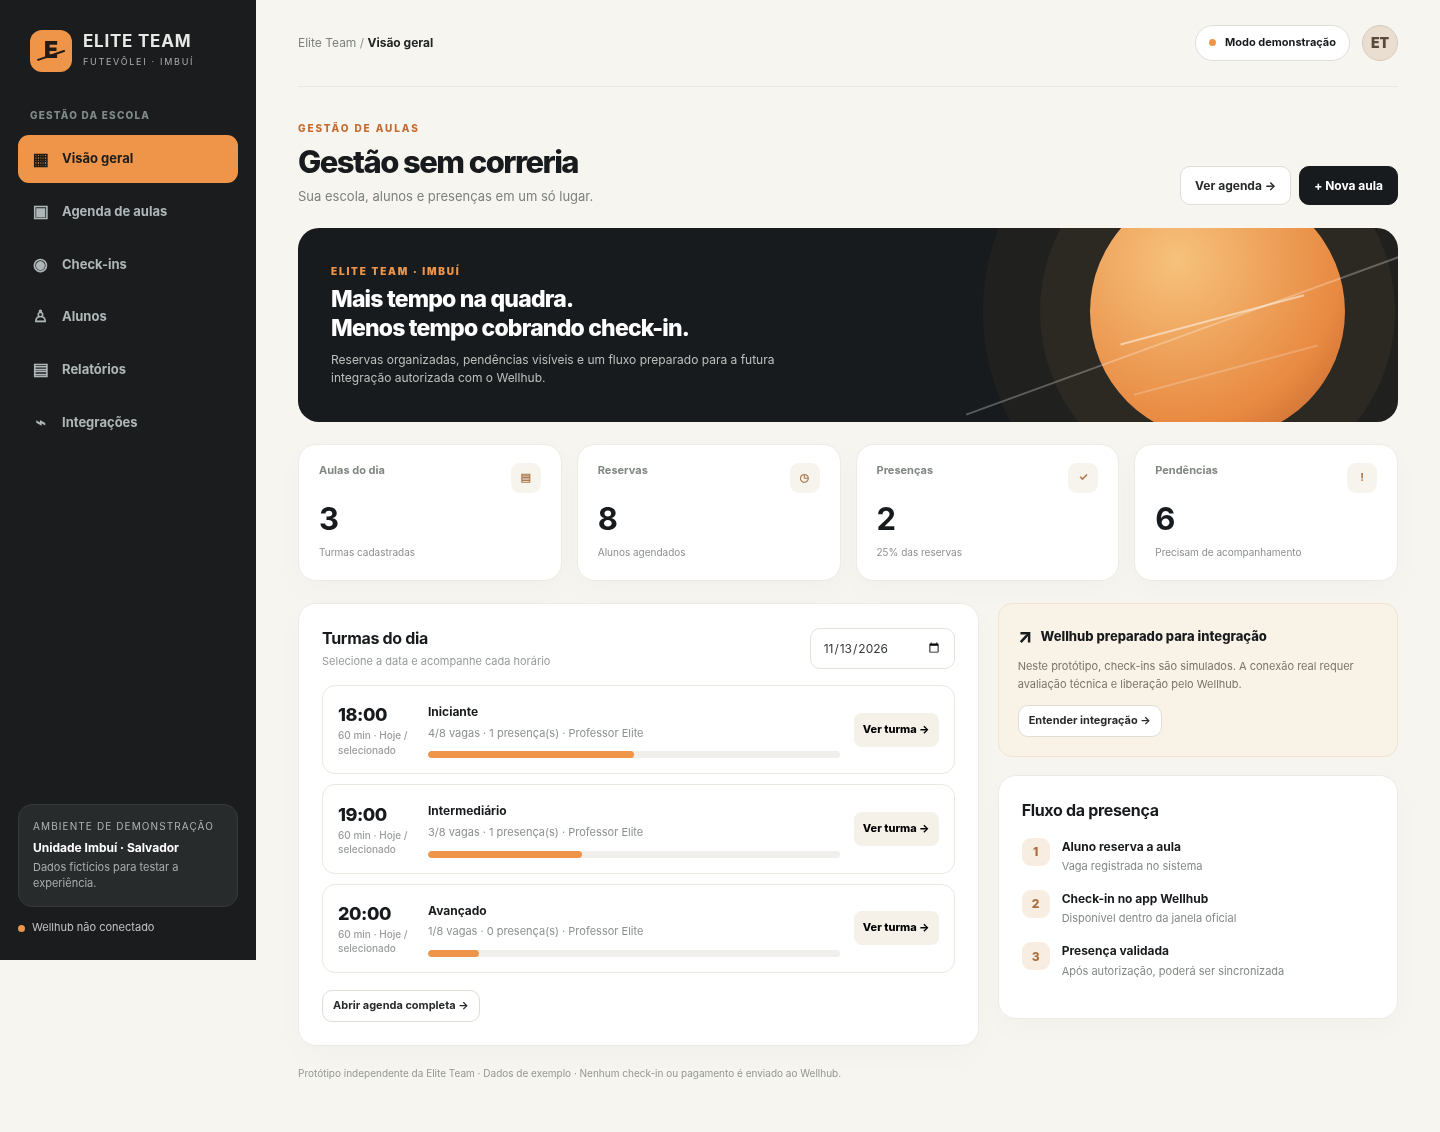 E
ELITE TEAM
FUTEVÔLEI · IMBUÍ
GESTÃO DA ESCOLA
Visão geral
Agenda de aulas
Check-ins
Alunos
Relatórios
Integrações
AMBIENTE DE DEMONSTRAÇÃO
Unidade Imbuí · Salvador
Dados fictícios para testar a
experiência.
Wellhub não conectado
Elite Team / Visão geral
Modo demonstração
ET
GESTÃO DE AULAS
Gestão sem correria
Sua escola, alunos e presenças em um só lugar.
Ver agenda →
+ Nova aula
ELITE TEAM · IMBUÍ
Mais tempo na quadra.
Menos tempo cobrando check-in.
Reservas organizadas, pendências visíveis e um fluxo preparado para a futura
integração autorizada com o Wellhub.
Aulas do dia
3
Turmas cadastradas
Reservas
8
Alunos agendados
Presenças
✓
2
25% das reservas
Pendências
!
6
Precisam de acompanhamento
Turmas do dia
Selecione a data e acompanhe cada horário
11/13/2026
18:00
60 min · Hoje /
selecionado
Iniciante
4/8 vagas · 1 presença(s) · Professor Elite
Ver turma →
19:00
60 min · Hoje /
selecionado
Intermediário
3/8 vagas · 1 presença(s) · Professor Elite
Ver turma →
20:00
60 min · Hoje /
selecionado
Avançado
1/8 vagas · 0 presença(s) · Professor Elite
Ver turma →
Abrir agenda completa →
Wellhub preparado para integração
Neste protótipo, check-ins são simulados. A conexão real requer
avaliação técnica e liberação pelo Wellhub.
Entender integração →
Fluxo da presença
1
Aluno reserva a aula
Vaga registrada no sistema
2
Check-in no app Wellhub
Disponível dentro da janela oficial
3
Presença validada
Após autorização, poderá ser sincronizada
Protótipo independente da Elite Team · Dados de exemplo · Nenhum check-in ou pagamento é enviado ao Wellhub.